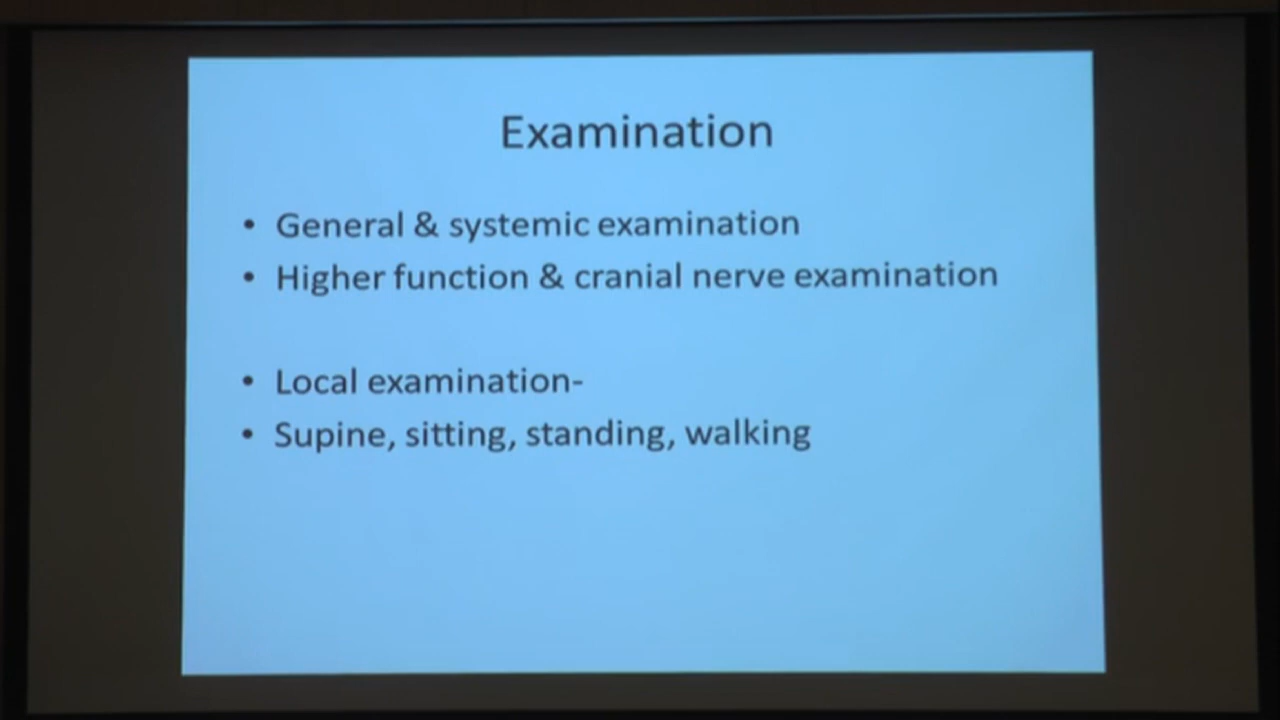 Examination
• General & systemic examination
• Higher function & cranial nerve examination
• Local examination-
• Supine, sitting, standing, walking